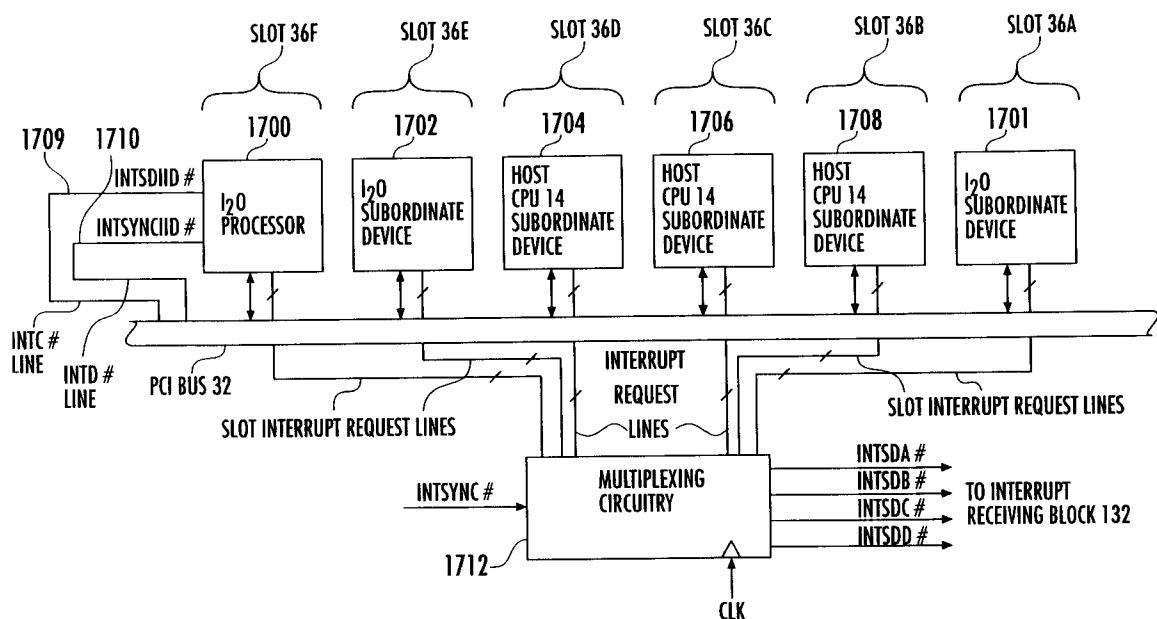 SLOT 36F
SLOT 36E
SLOT 36D
SLOT 36C
SLOT 36B
SLOT 36A
1709
1710
1700
1702
1704
1706
1708
1701
INTSDIID #
INTSYNCIID #
I2O
PROCESSOR
I2O
SUBORDINATE
DEVICE
HOST
CPU 14
SUBORDINATE
DEVICE
HOST
CPU 14
SUBORDINATE
DEVICE
HOST
CPU 14
SUBORDINATE
DEVICE
I2O
SUBORDINATE
DEVICE
INTC #
LINE
INTD #
LINE
PCI BUS 32
SLOT INTERRUPT REQUEST LINES
INTERRUPT
REQUEST
LINES
SLOT INTERRUPT REQUEST LINES
INTSYNC #
MULTIPLEXING
CIRCUITRY
1712
CLK
INTSDA #
INTSDB #
INTSDC #
INTSDD #
TO INTERRUPT
RECEIVING BLOCK 132